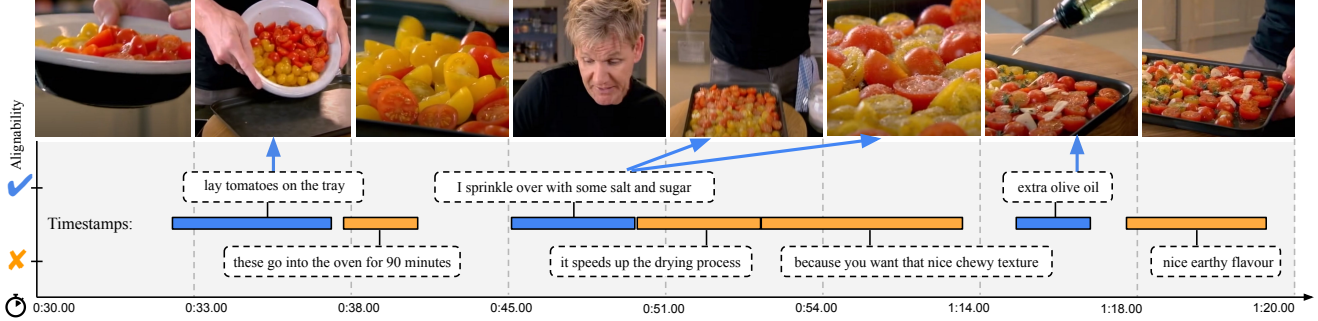 Alignability
lay tomatoes on the tray
I sprinkle over with some salt and sugar
extra olive oil
Timestamps:
these go into the oven for 90 minutes
it speeds up the drying process
because you want that nice chewy texture
nice earthy flavour
0:30.00 0:33.00 0:38.00 0:45.00 0:51.00 0:54.00 1:14.00 1:18.00 1:20.00